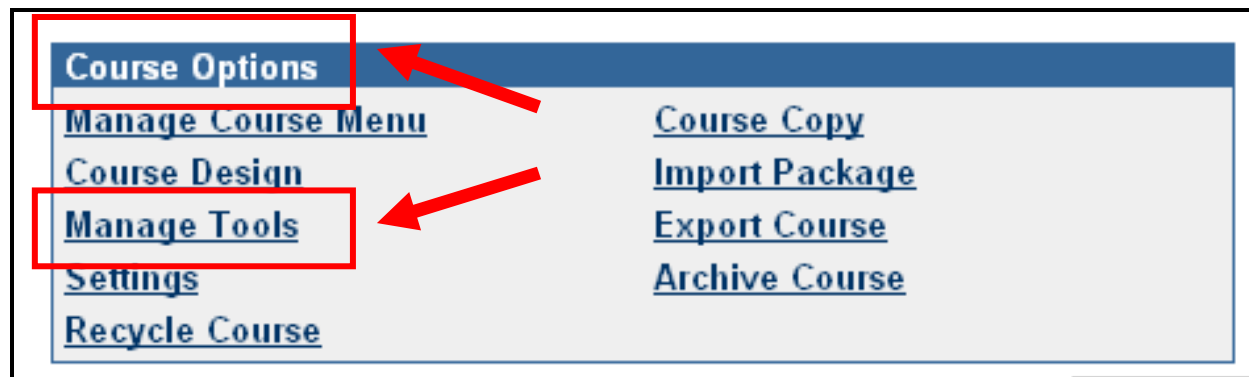 Course Options
Manage Course Menu
Course Design
Manage Tools
Settings
Recycle Course
Course Copy
Import Package
Export Course
Archive Course